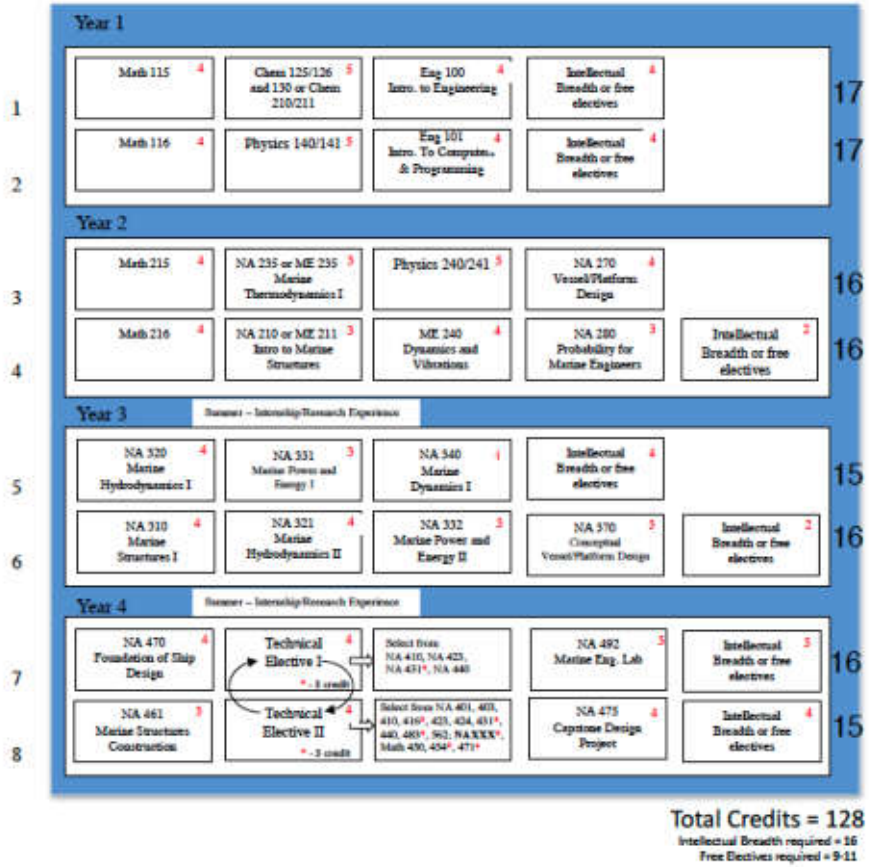 Year 1
1
Math 115 4
Chem 125/126 5
and 130 or Chem
210/211
Eng 100 4
Intro. to Engineering
Intellectual 4
Breadth or free
electives
17
2
Math 116 4
Physics 140/141 5
Eng 101 4
Intro. To Computers
& Programming
Intellectual 4
Breadth or free
electives
17
Year 2
3
Math 215 4
NA 235 or ME 235 3
Marine
Thermodynamics I
Physics 240/241 5
NA 270 4
Vessel/Platform
Design
16
4
Math 216 4
NA 210 or ME 211 3
Intro to Marine
Structures
ME 240 4
Dynamics and
Vibrations
NA 280 3
Probability for
Marine Engineers
Intellectual 2
Breadth or free
electives
16
Year 3
Summer – Internship/Research Experience
5
NA 320 4
Marine
Hydrodynamics I
NA 331 3
Marine Power and
Energy I
NA 340
Marine
Dynamics I
Intellectual 4
Breadth or free
electives
15
6
NA 310 4
Marine
Structures I
NA 321 4
Marine
Hydrodynamics II
NA 332 3
Marine Power and
Energy II
NA 370 3
Conceptual
Vessel/Platform Design
Intellectual 2
Breadth or free
electives
16
Year 4
Summer – Internship/Research Experience
7
NA 470 4
Foundation of Ship
Design
Technical 4
Elective I
* - 3 credit
Select from
NA 410, NA 423,
NA 431*, NA 440
NA 492
Marine Eng. Lab
Intellectual
Breadth or free
electives
16
8
NA 461 3
Marine Structures
Construction
Technical 4
Elective II
* - 3 credit
Select from NA 401, 403,
410, 416*, 423, 424, 431*,
440, 483*, 562; NAXXX*,
Math 450, 454*, 471*
NA 475 4
Capstone Design
Project
Intellectual 4
Breadth or free
electives
15
Total Credits = 128
Intellectual Breadth required = 16
Free Electives required = 9-11